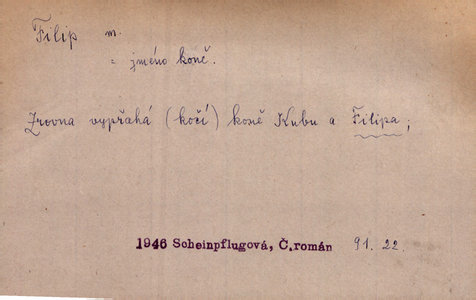 Filip m.
= jméno koně.
Zrovna vypřahá (kočí) koně Kubu a Filipa;
1946 Scheinpflugová, Č.román 91. 22.